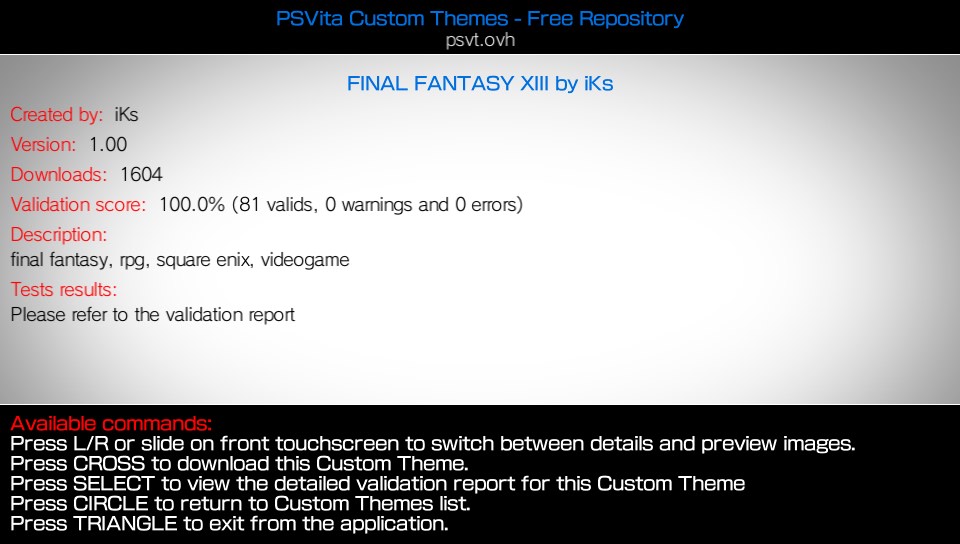 PSVita Custom Themes - Free Repository
psvt.ovh
FINAL FANTASY XIII by iKs
Created by: iKs
Version: 1.00
Downloads: 1604
Validation score: 100.0% (81 valids, 0 warnings and 0 errors)
Description:
final fantasy, rpg, square enix, videogame
Tests results:
Please refer to the validation report
Available commands:
Press L/R or slide on front touchscreen to switch between details and preview images.
Press CROSS to download this Custom Theme.
Press SELECT to view the detailed validation report for this Custom Theme
Press CIRCLE to return to Custom Themes list.
Press TRIANGLE to exit from the application.